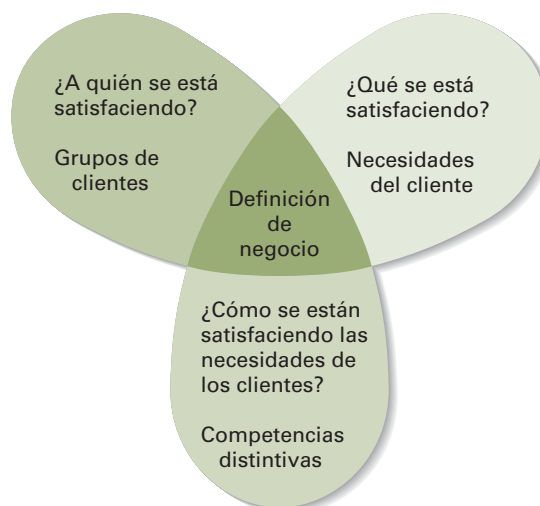 ¿A quién se está
satisfaciendo?
Grupos de
clientes
¿Qué se está
satisfaciendo?
Necesidades
del cliente
Definición
de
negocio
¿Cómo se están
satisfaciendo las
necesidades de
los clientes?
Competencias
distintivas